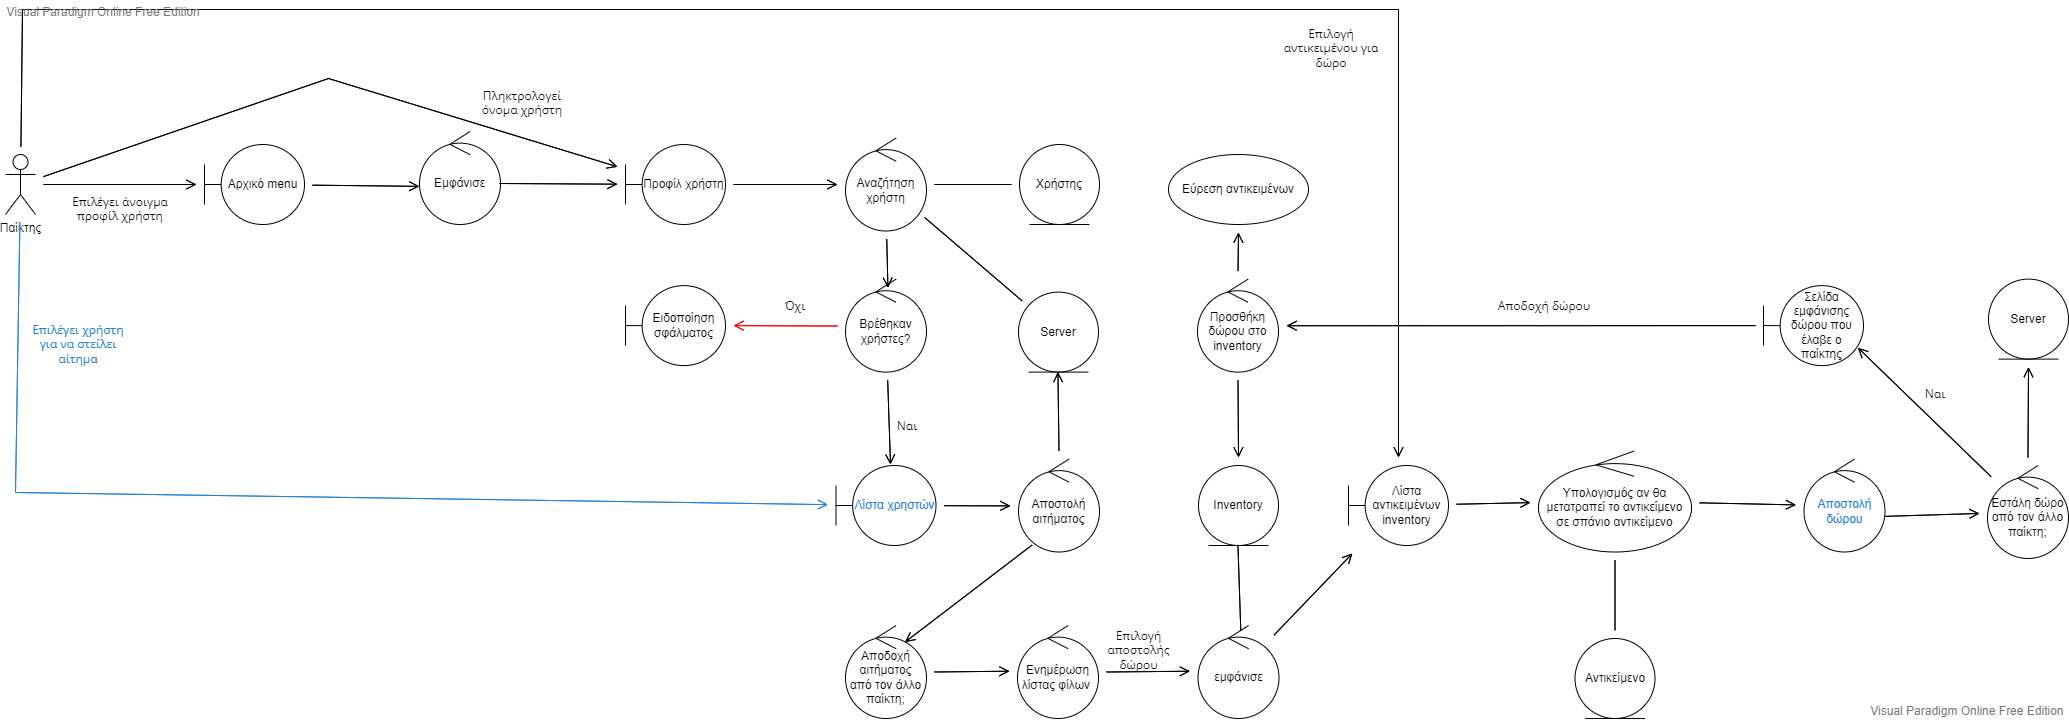 Visual Paradigm Online Free Edition
Επιλογή
αντικειμένου για
δώρο
Πληκτρολογεί
όνομα χρήστη
Παίκτης
Επιλέγει άνοιγμα
προφίλ χρήστη
Αρχικό menu
Εμφάνισε
Προφίλ χρήστη
Αναζήτηση
χρήστη
Χρήστης
Εύρεση αντικειμένων
Επιλέγει χρήστη
για να στείλει
αίτημα
Ειδοποίηση
σφάλματος
Όχι
Βρέθηκαν
χρήστες?
Server
Προσθήκη
δώρου στο
inventory
Αποδοχή δώρου
Σελίδα
εμφάνισης
δώρου που
έλαβε ο
παίκτης
Server
Ναι
Ναι
Λίστα χρηστών
Αποστολή
αιτήματος
Inventory
Λίστα
αντικειμένων
inventory
Υπολογισμός αν θα
μετατραπεί το αντικείμενο
σε σπάνιο αντικείμενο
Αποστολή
δώρου
Εστάλη δώρο
από τον άλλο
παίκτη;
Αποδοχή
αιτήματος
από τον άλλο
παίκτη;
Ενημέρωση
λίστας φίλων
Επιλογή
αποστολής
δώρου
εμφάνισε
Αντικείμενο
Visual Paradigm Online Free Edition